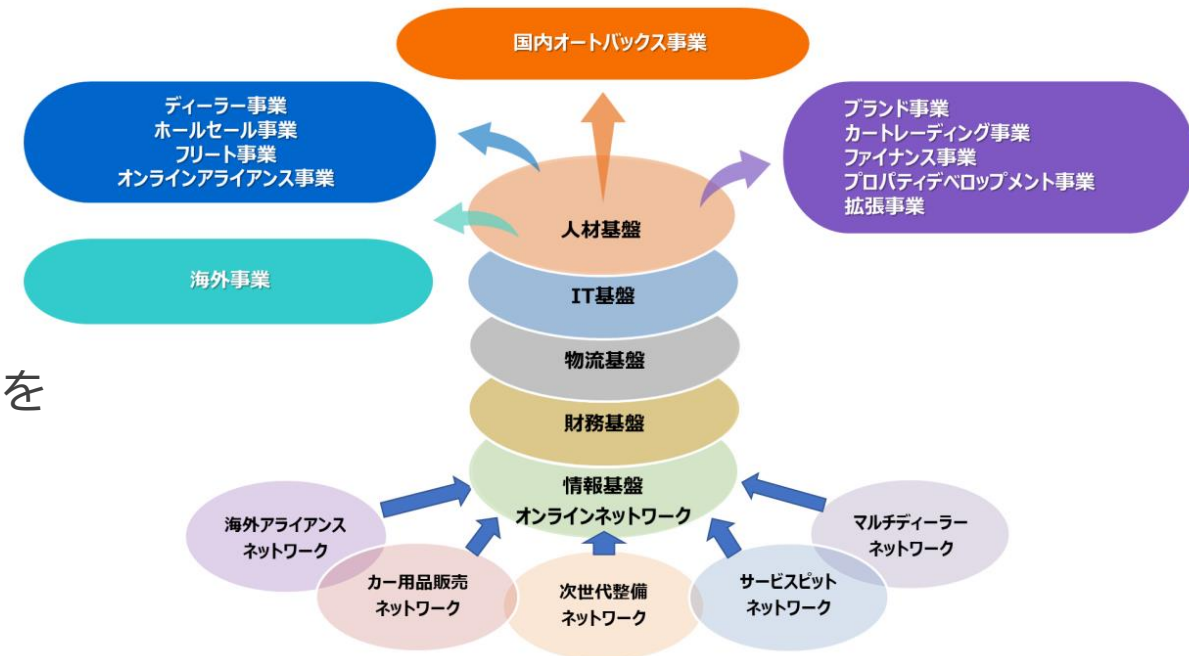 国内オートバックス事業
ディーラー事業
ホールセール事業
フリート事業
オンラインアライアンス事業
ブランド事業
カートレーディング事業
ファイナンス事業
プロパティデベロップメント事業
拡張事業
海外事業
人材基盤
IT基盤
物流基盤
財務基盤
情報基盤
オンラインネットワーク
を
海外アライアンス
ネットワーク
カー用品販売
ネットワーク
次世代整備
ネットワーク
サービスピット
ネットワーク
マルチディーラー
ネットワーク